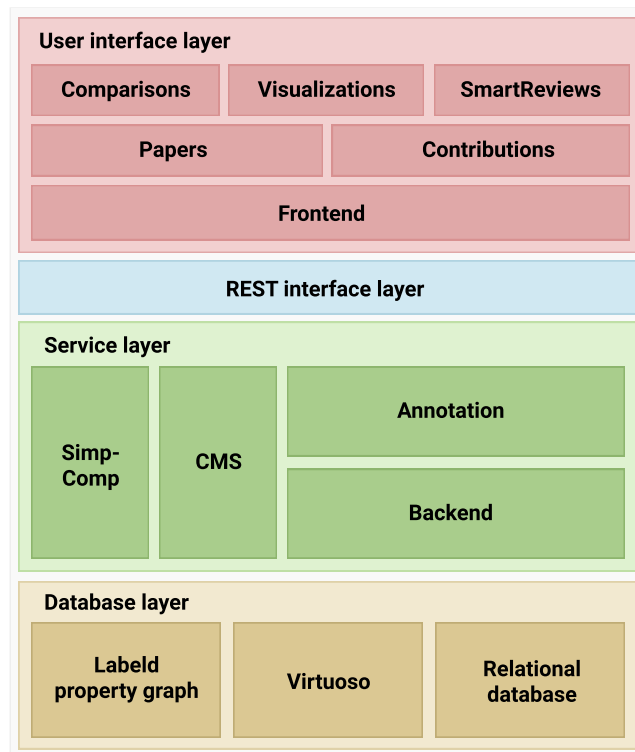 User interface layer
Comparisons
Visualizations
SmartReviews
Papers
Contributions
Frontend
REST interface layer
Service layer
Simp-
Comp
CMS
Annotation
Backend
Database layer
Labeld
property graph
Virtuoso
Relational
database